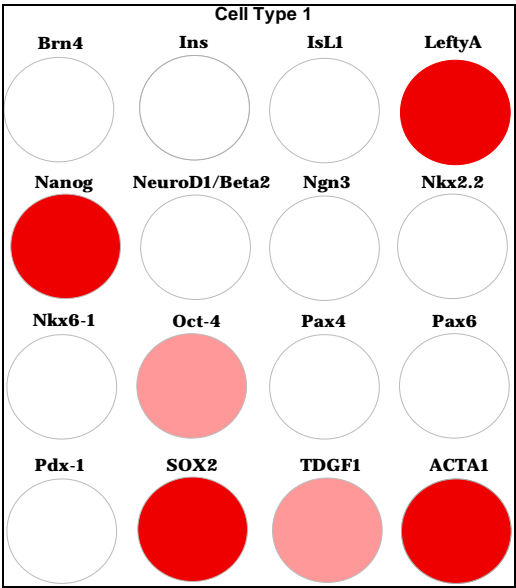 Cell Type 1
Brn4 Ins IsL1 LeftyA
Nanog NeuroD1/Beta2 Ngn3 Nkx2.2
Nkx6-1 Oct-4 Pax4 Pax6
Pdx-1 SOX2 TDGF1 ACTA1